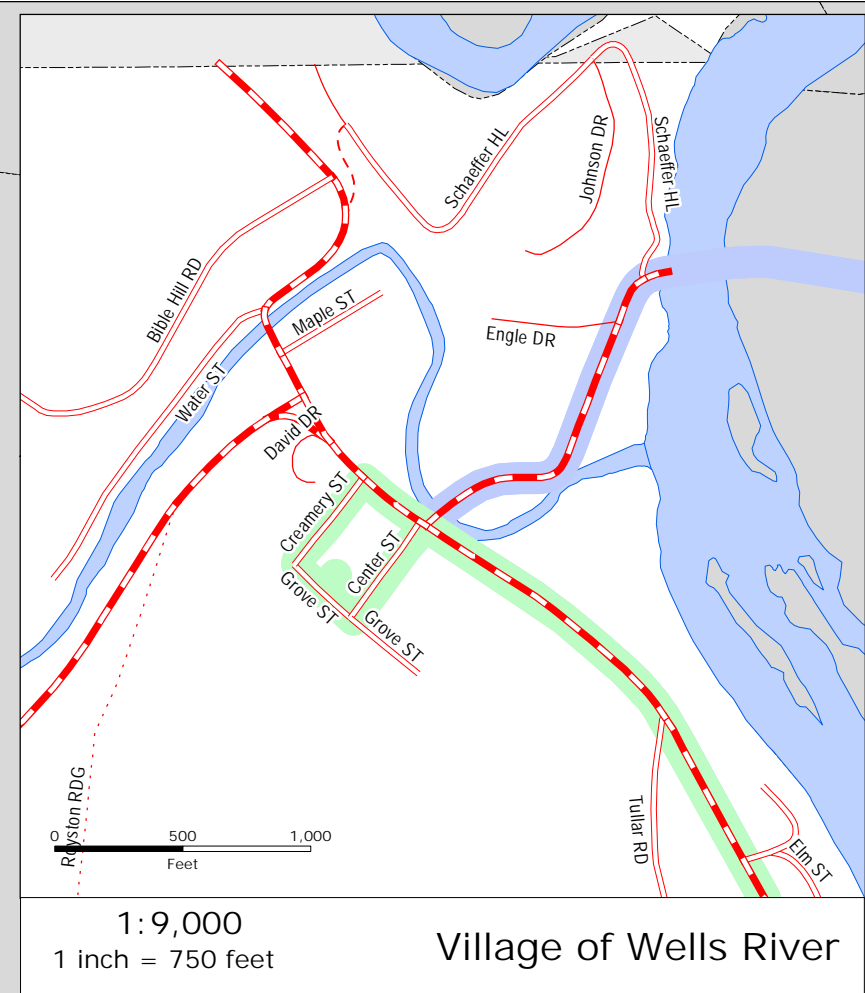 Schaeffer HL
Johnson DR
Schaeffer HL
Bible Hill RD
Maple ST
Engle DR
Water ST
David DR
Creamery ST
Center ST
Grove ST
Grove ST
Royston RDG
Tullar RD
Elm ST
0 500 1,000
Feet
1:9,000
1 inch = 750 feet
Village of Wells River